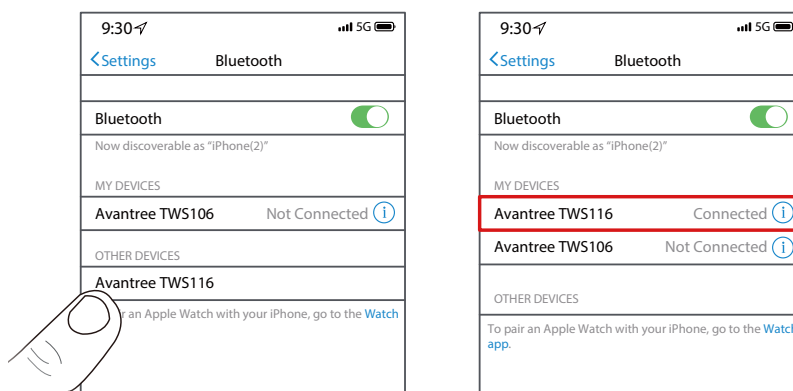 9:30 5G
Settings Bluetooth
Bluetooth
Now discoverable as “iPhone(2)”
MY DEVICES
Avantree TWS106 Not Connected i
OTHER DEVICES
Avantree TWS116
r an Apple Watch with your iPhone, go to the Watch
9:30 5G
Settings Bluetooth
Bluetooth
Now discoverable as “iPhone(2)”
MY DEVICES
Avantree TWS116 Connected i
Avantree TWS106 Not Connected i
OTHER DEVICES
To pair an Apple Watch with your iPhone, go to the Watch
app.